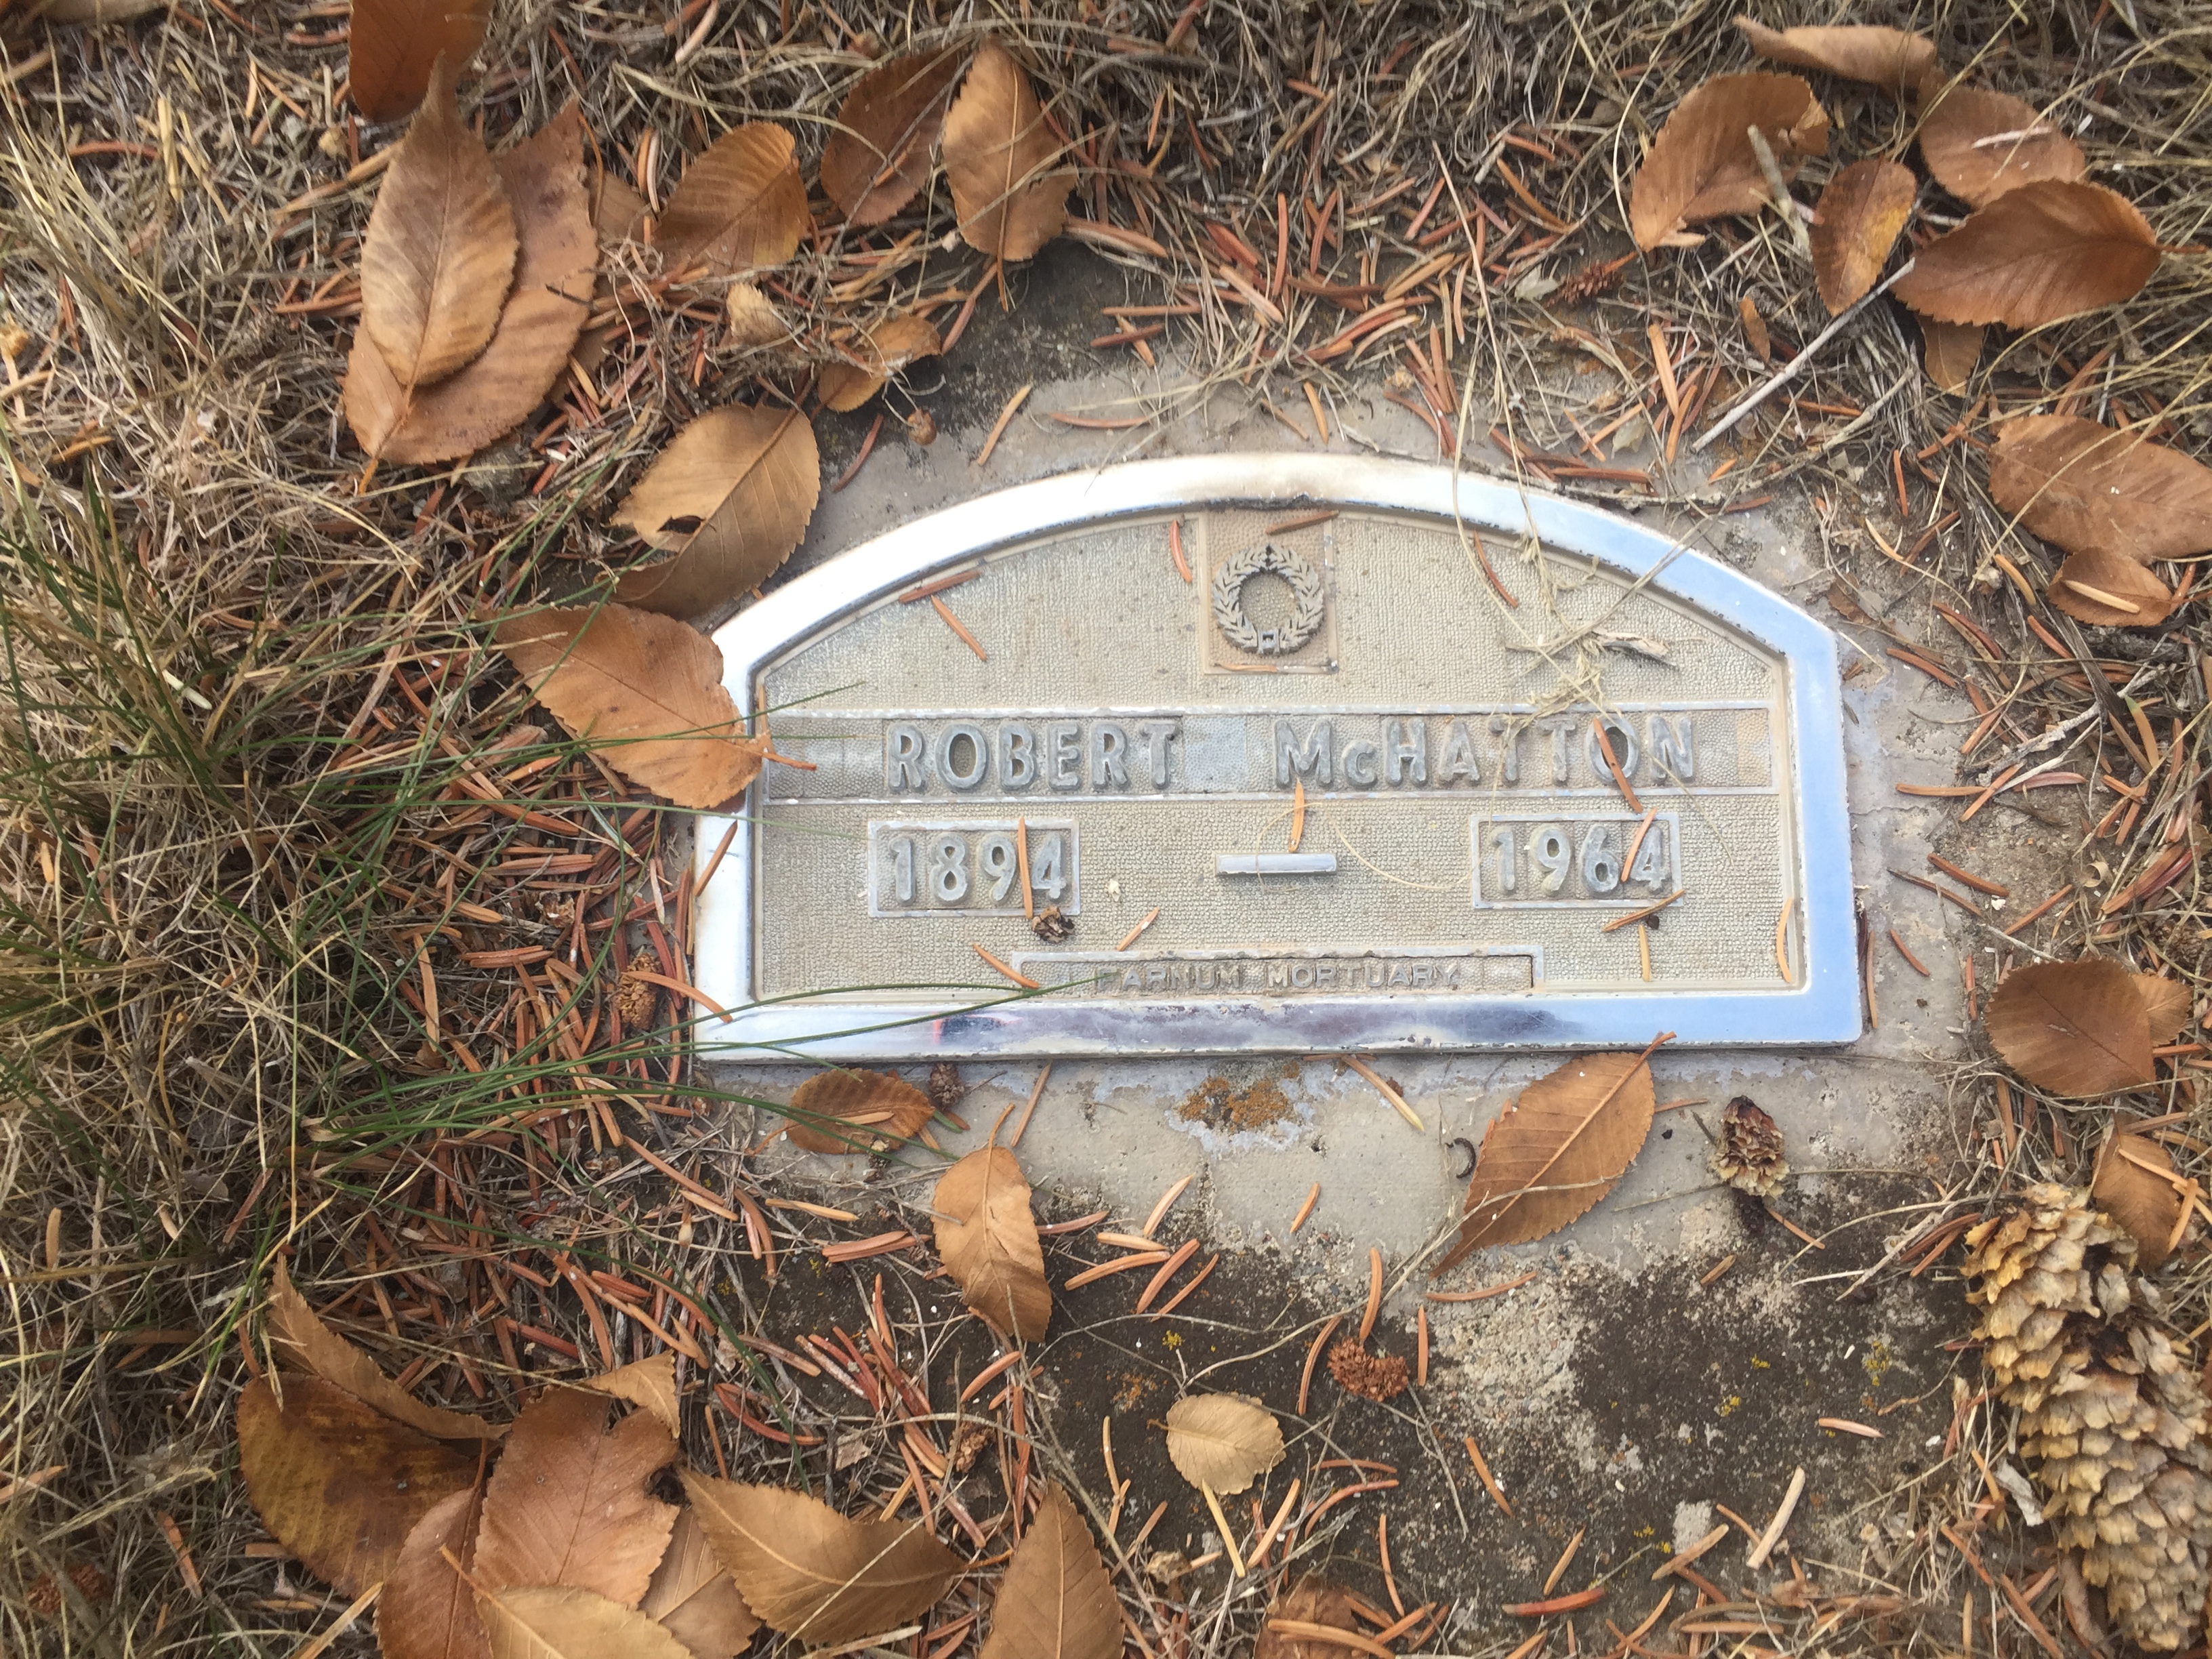 ROBERT McHATTON
1894 — 1964
FARNUM MORTUARY